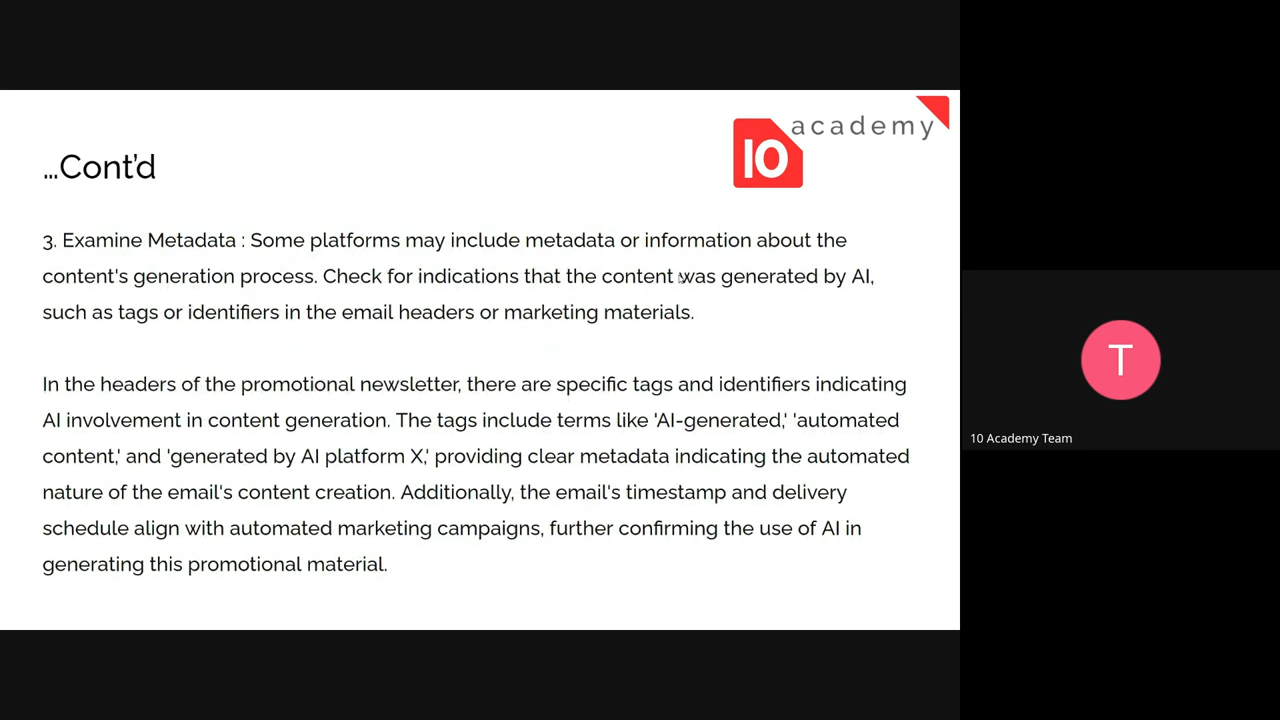 academy
10
...Cont'd
3. Examine Metadata : Some platforms may include metadata or information about the
content's generation process. Check for indications that the content was generated by AI,
such as tags or identifiers in the email headers or marketing materials.
In the headers of the promotional newsletter, there are specific tags and identifiers indicating
AI involvement in content generation. The tags include terms like 'AI-generated,' 'automated
content,' and 'generated by AI platform X,' providing clear metadata indicating the automated
nature of the email's content creation. Additionally, the email's timestamp and delivery
schedule align with automated marketing campaigns, further confirming the use of AI in
generating this promotional material.
T
10 Academy Team